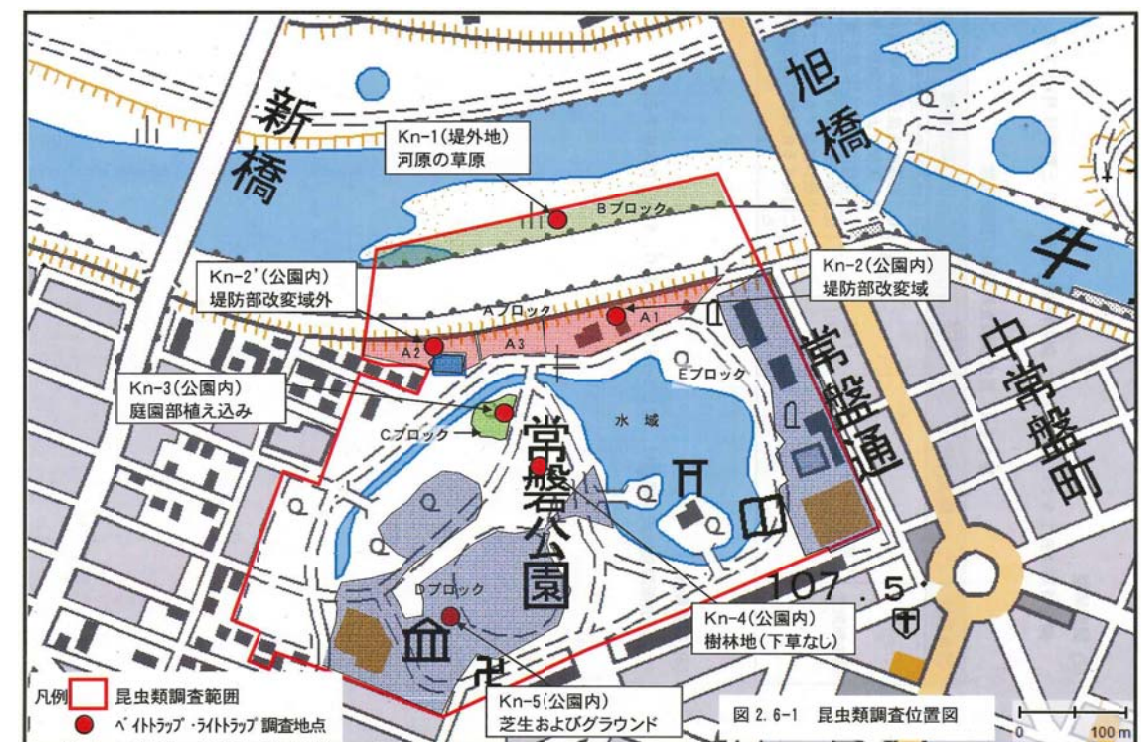 新橋
旭橋
Kn-1(堤外地)
河原の草原
Bブロック
Kn-2'(公園内)
堤防部改変域外
Kn-2(公園内)
堤防部改変域
牛
Aブロック
A1
A2
A3
Eブロック
常盤通
中常盤町
Kn-3(公園内)
庭園部植え込み
Cブロック
水域
常磐公園
Dブロック
107.5
Kn-4(公園内)
樹林地(下草なし)
Kn-5(公園内)
芝生およびグラウンド
凡例
昆虫類調査範囲
ベイトトラップ・ライトトラップ調査地点
図 2.6-1 昆虫類調査位置図
0 100m